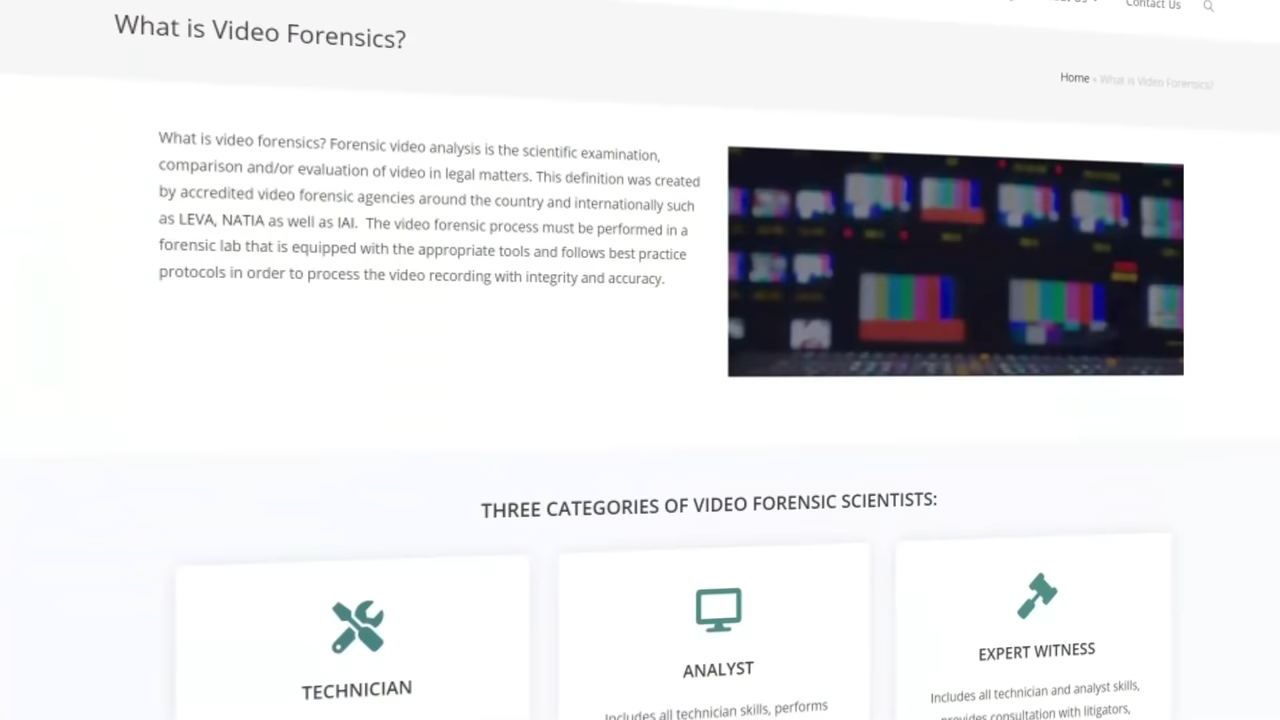 Contact Us
What is Video Forensics?
Home » What is Video Forensics?
What is video forensics? Forensic video analysis is the scientific examination,
comparison and/or evaluation of video in legal matters. This definition was created
by accredited video forensic agencies around the country and internationally such
as LEVA, NATIA as well as IAI. The video forensic process must be performed in a
forensic lab that is equipped with the appropriate tools and follows best practice
protocols in order to process the video recording with integrity and accuracy.
THREE CATEGORIES OF VIDEO FORENSIC SCIENTISTS:
TECHNICIAN
ANALYST
Includes all technician skills, performs
EXPERT WITNESS
Includes all technician and analyst skills,
provides consultation with litigators,